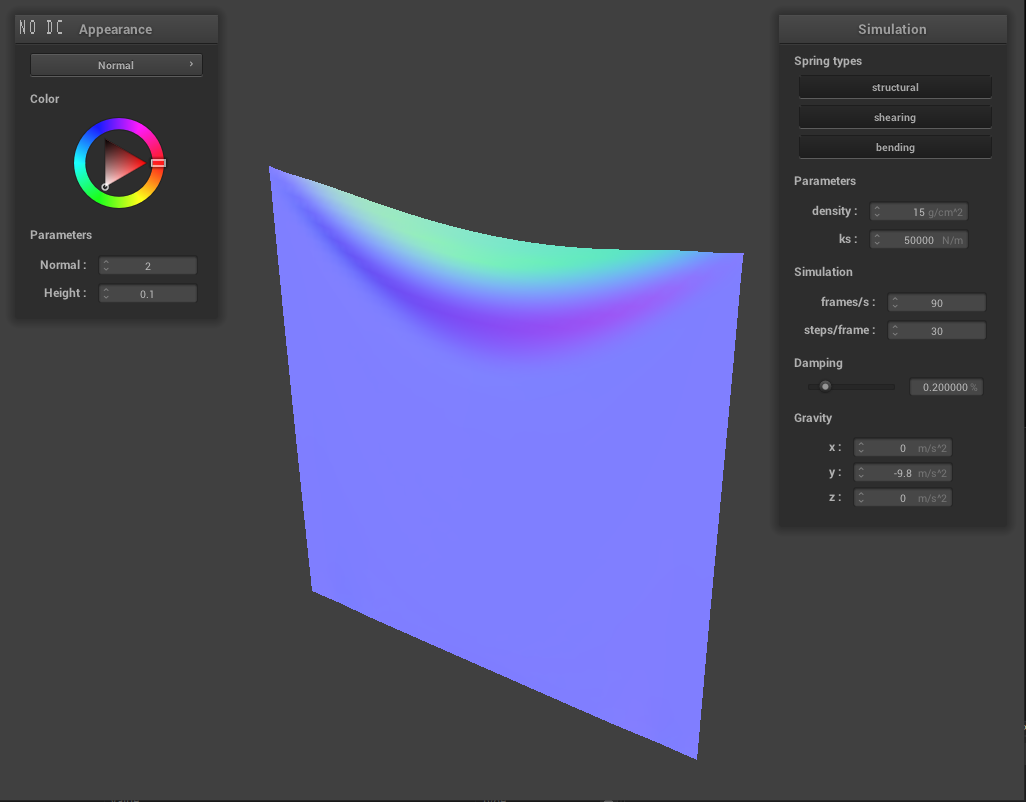 NO DC
Appearance
Normal
Color
Parameters
Normal : 2
Height : 0.1
Simulation
Spring types
structural
shearing
bending
Parameters
density : 15 g/cm^2
ks : 50000 N/m
Simulation
frames/s : 90
steps/frame : 30
Damping
0.200000 %
Gravity
x : 0 m/s^2
y : -9.8 m/s^2
z : 0 m/s^2